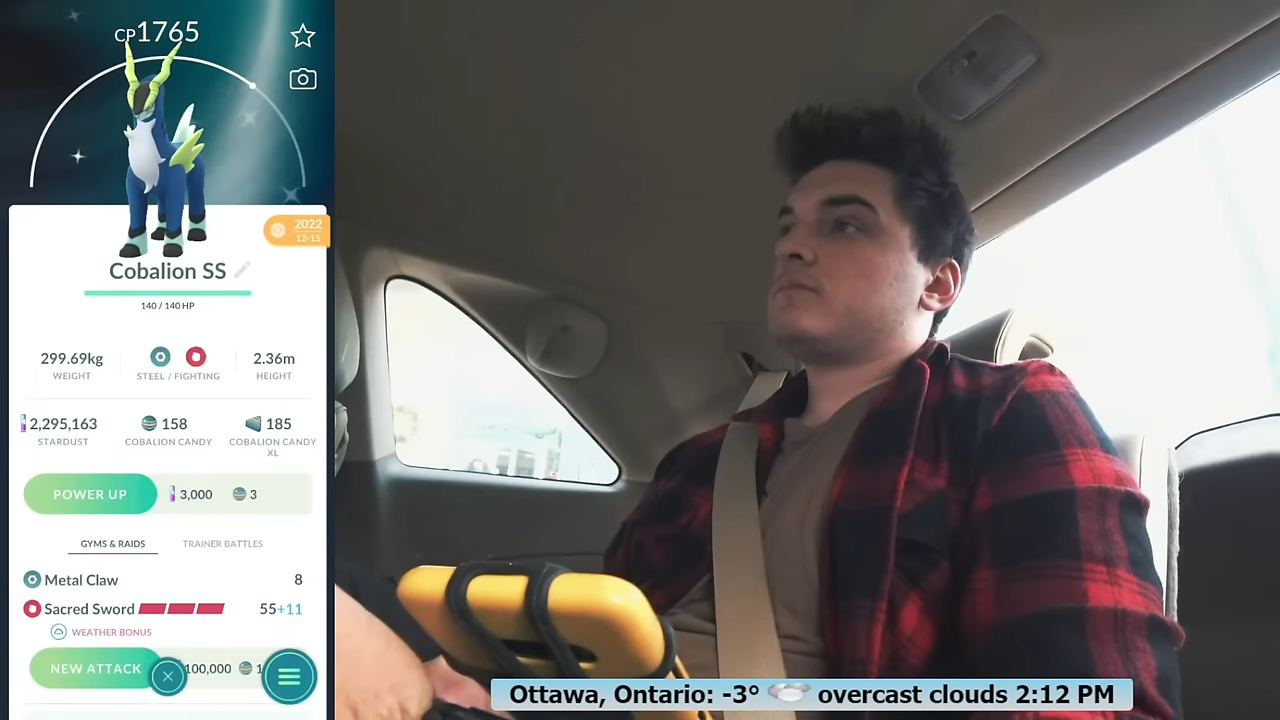 CP1765
2022
12-15
Cobalion SS
140 / 140 HP
299.69kg
WEIGHT
STEEL / FIGHTING
2.36m
HEIGHT
2,295,163
STARDUST
158
COBALION CANDY
185
COBALION CANDY
XL
POWER UP
3,000
3
GYMS & RAIDS
TRAINER BATTLES
Metal Claw
8
Sacred Sword
55+11
WEATHER BONUS
NEW ATTACK
100,000
Ottawa, Ontario: -3° overcast clouds 2:12 PM